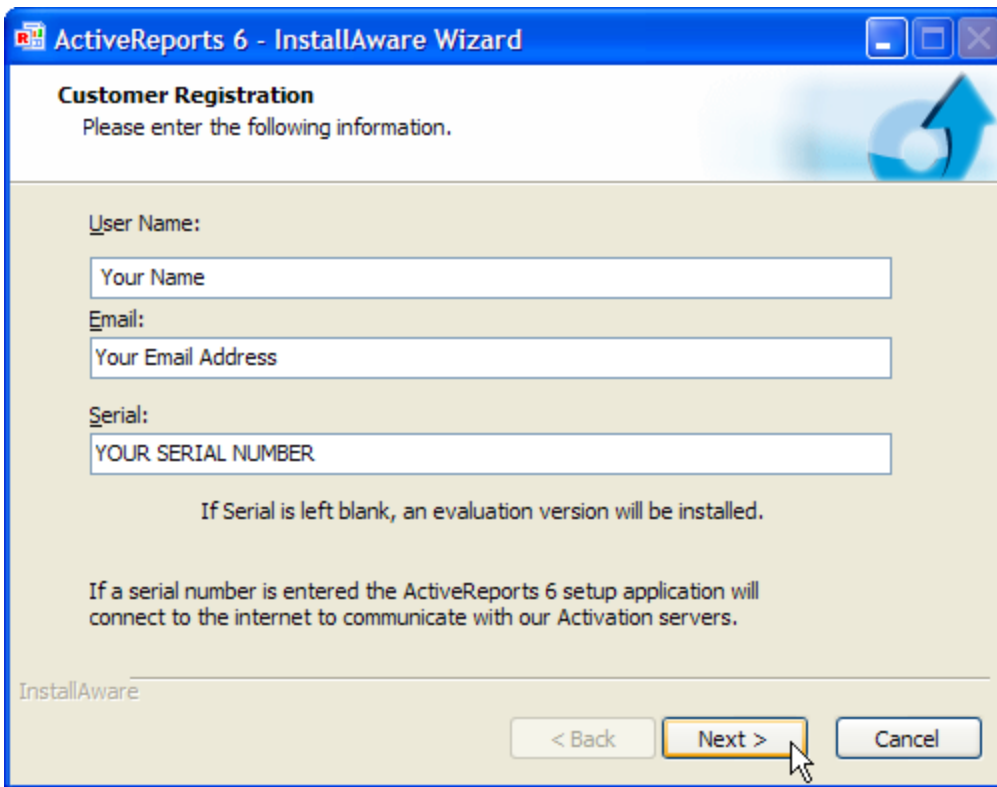 ActiveReports 6 - InstallAware Wizard
Customer Registration
Please enter the following information.
User Name:
Your Name
Email:
Your Email Address
Serial:
YOUR SERIAL NUMBER
If Serial is left blank, an evaluation version will be installed.
If a serial number is entered the ActiveReports 6 setup application will
connect to the internet to communicate with our Activation servers.
InstallAware
< Back Next > Cancel